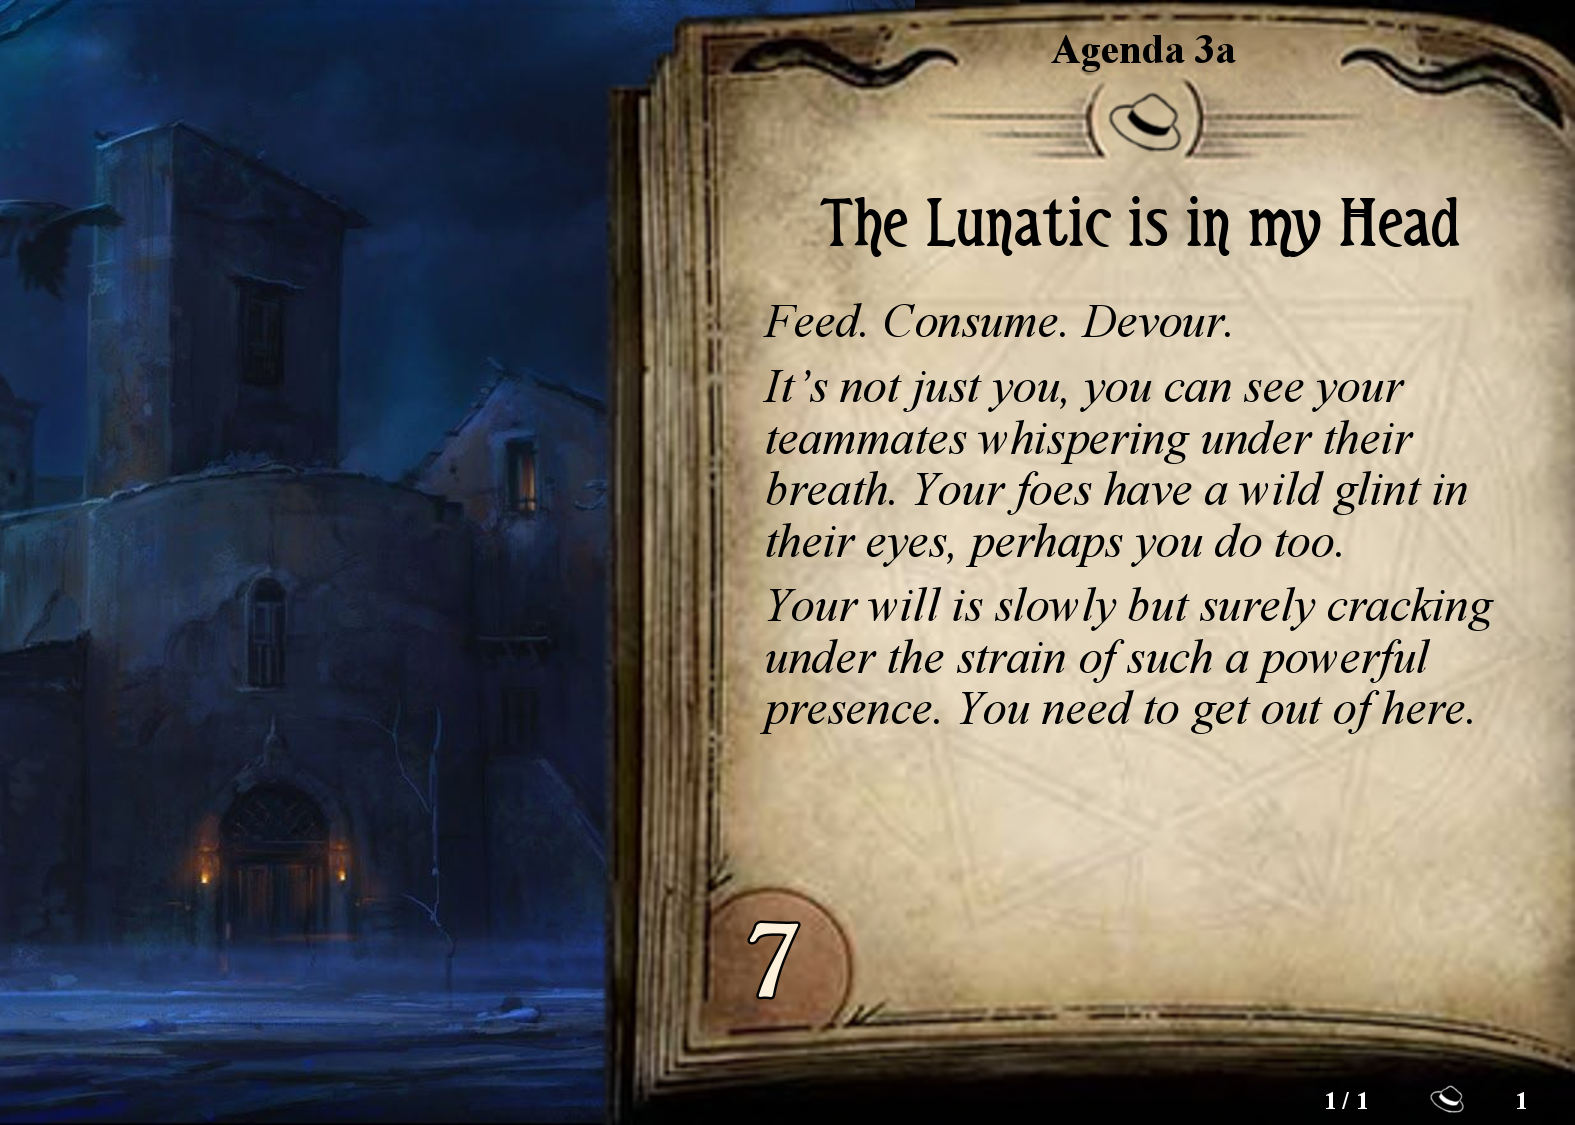 Agenda 3a
The Lunatic is in my Head
Feed. Consume. Devour.
It’s not just you, you can see your
teammates whispering under their
breath. Your foes have a wild glint in
their eyes, perhaps you do too.
Your will is slowly but surely cracking
under the strain of such a powerful
presence. You need to get out of here.
7
1 / 1 1